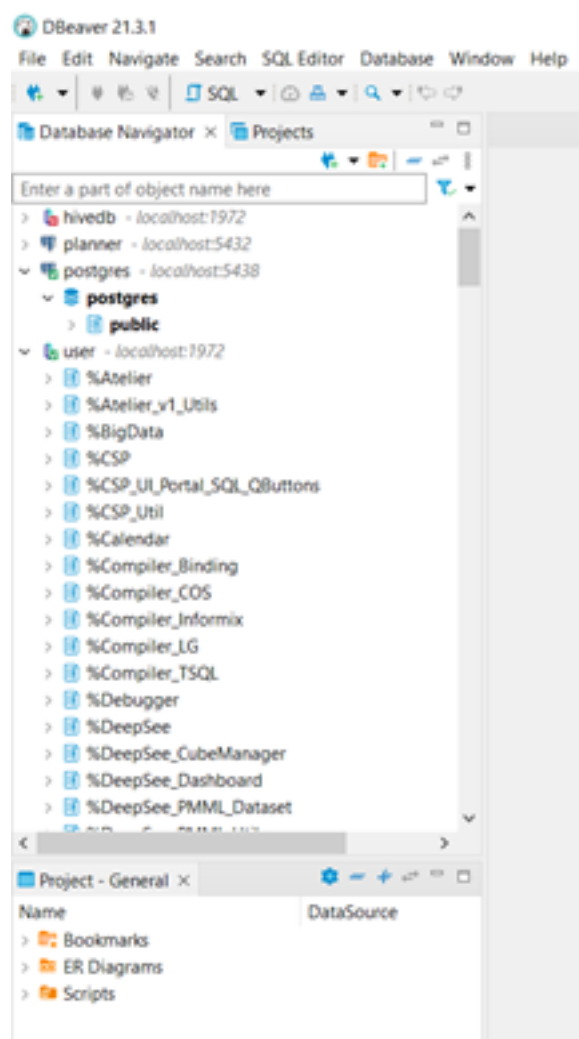 DBeaver 21.3.1
File Edit Navigate Search SQL Editor Database Window Help
SQL
Database Navigator Projects
Enter a part of object name here
hivedb - localhost:1972
planner - localhost:5432
postgres - localhost:5438
postgres
public
user - localhost:1972
%Atelier
%Atelier_v1_Utils
%BigData
%CSP
%CSP_UI_Portal_SQL_QButtons
%CSP_Util
%Calendar
%Compiler_Binding
%Compiler_COS
%Compiler_Informix
%Compiler_LG
%Compiler_TSQL
%Debugger
%DeepSee
%DeepSee_CubeManager
%DeepSee_Dashboard
%DeepSee_PMML_Dataset
Project - General
Name DataSource
Bookmarks
ER Diagrams
Scripts